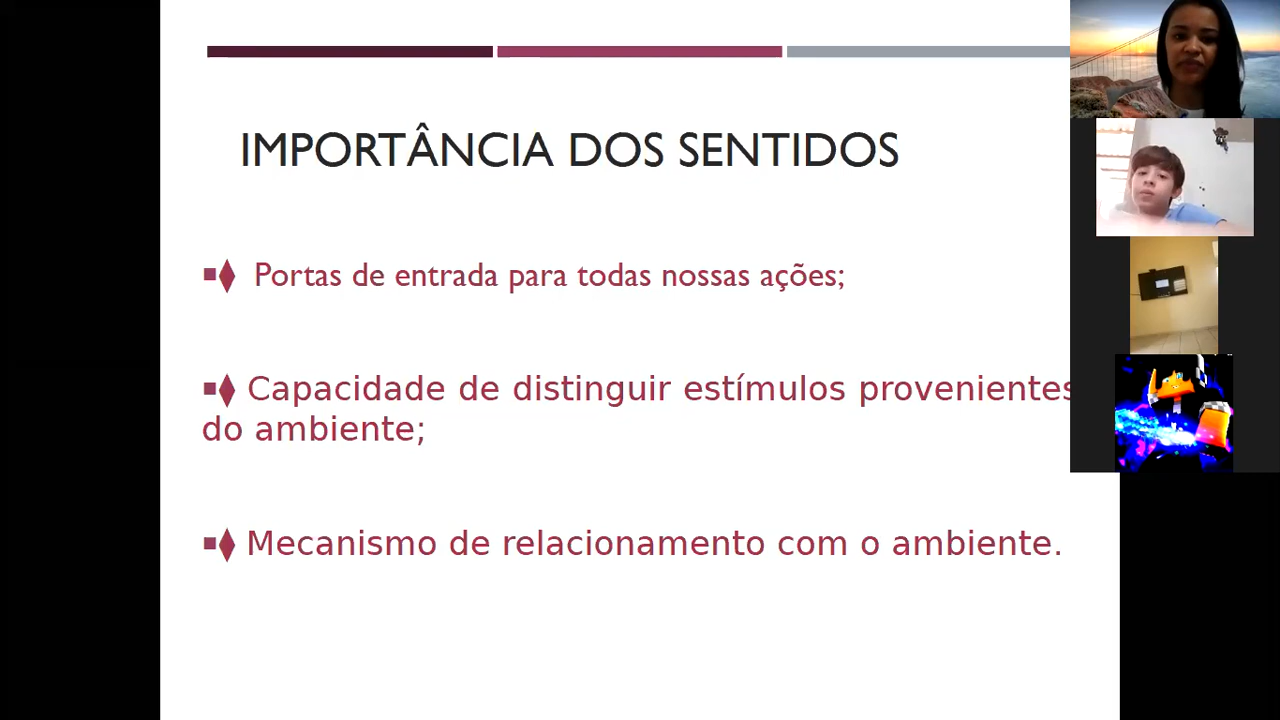 IMPORTÂNCIA DOS SENTIDOS
Portas de entrada para todas nossas ações;
Capacidade de distinguir estímulos provenientes
do ambiente;
Mecanismo de relacionamento com o ambiente.